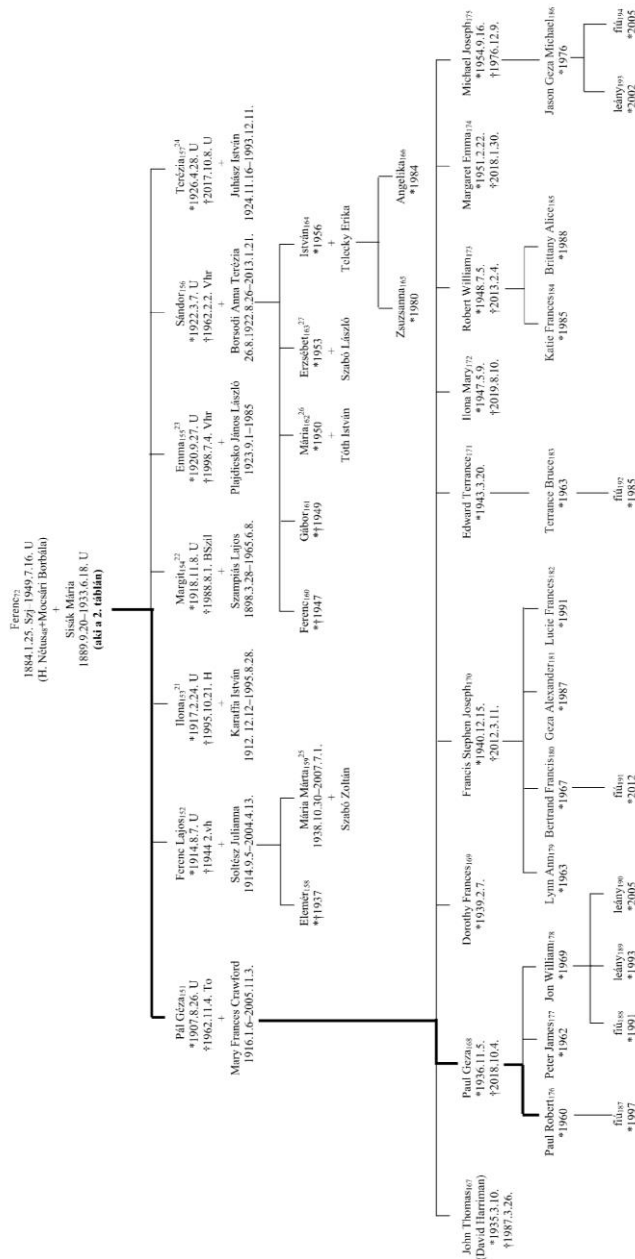 Ferenc72
1884.1.25. Szj–1949.7.16. U
(H. Nétus48+Mocsári Borbála)
+
Sisák Mária
1889.9.20–1933.6.18. U
(aki a 2. táblán)
Pál Géza151
*1907.8.26. U
†1962.11.4. To
+
Mary Frances Crawford
1916.1.6–2005.11.3.
Ferenc Lajos152
*1914.8.7. U
†1944 2.vh
+
Soltész Julianna
1914.9.5–2004.4.13.
Ilona153 21
*1917.2.24. U
†1995.10.21. H
+
Karaffa István
1912. 12.12–1995.8.28.
Margit154 22
*1918.11.8. U
†1988.8.1. BSzil
+
Szampiás Lajos
1898.3.28–1965.6.8.
Emma155 23
*1920.9.27. U
†1998.7.4. Vhr
+
Plajdicsko János László
1923.9.1–1985
Sándor156
*1922.3.7. U
†1962.2.2. Vhr
+
Borsodi Anna Terézia
26.8.1922.8.26–2013.1.21.
Terézia157 24
*1926.4.28. U
†2017.10.8. U
+
Juhász István
1924.11.16–1993.12.11.
Elemér158
*†1937
Mária Márta159 25
1938.10.30–2007.7.1.
+
Szabo Zoltán
Ferenc160
*†1947
Gábor161
*†1949
Mária162 26
*1950
+
Tóth István
Erzsébet163 27
*1953
+
Szabó László
István164
*1956
+
Telecky Erika
Zsuzsanna165
*1980
Angelika166
*1984
John Thomas167
(David Harriman)
*1935.3.10.
†1987.3.26.
Paul Geza168
*1936.11.5.
†2018.10.4.
Dorothy Frances169
*1939.2.7.
Francis Stephen Joseph170
*1940.12.15.
†2012.3.11.
Edward Terrance171
*1943.3.20.
Ilona Mary172
*1947.5.9.
†2019.8.10.
Robert William173
*1948.7.5.
†2013.2.4.
Margaret Emma174
*1951.2.22.
†2018.1.30.
Michael Joseph175
*1954.9.16.
†1976.12.9.
Paul Robert176
*1960
Peter James177
*1962
Jon William178
*1969
Lynn Ann179
*1963
Bertrand Francis180
*1967
Geza Alexander181
*1987
Lucie Frances182
*1991
Terrance Bruce183
*1963
Katie Frances184
*1985
Brittany Alice185
*1988
Jason Geza Michael186
*1976
fiú187
*1997
fiú188
*1991
leány189
*1993
leány190
*2005
fiú191
*2012
fiú192
*1985
leány193
*2002
fiú194
*2005